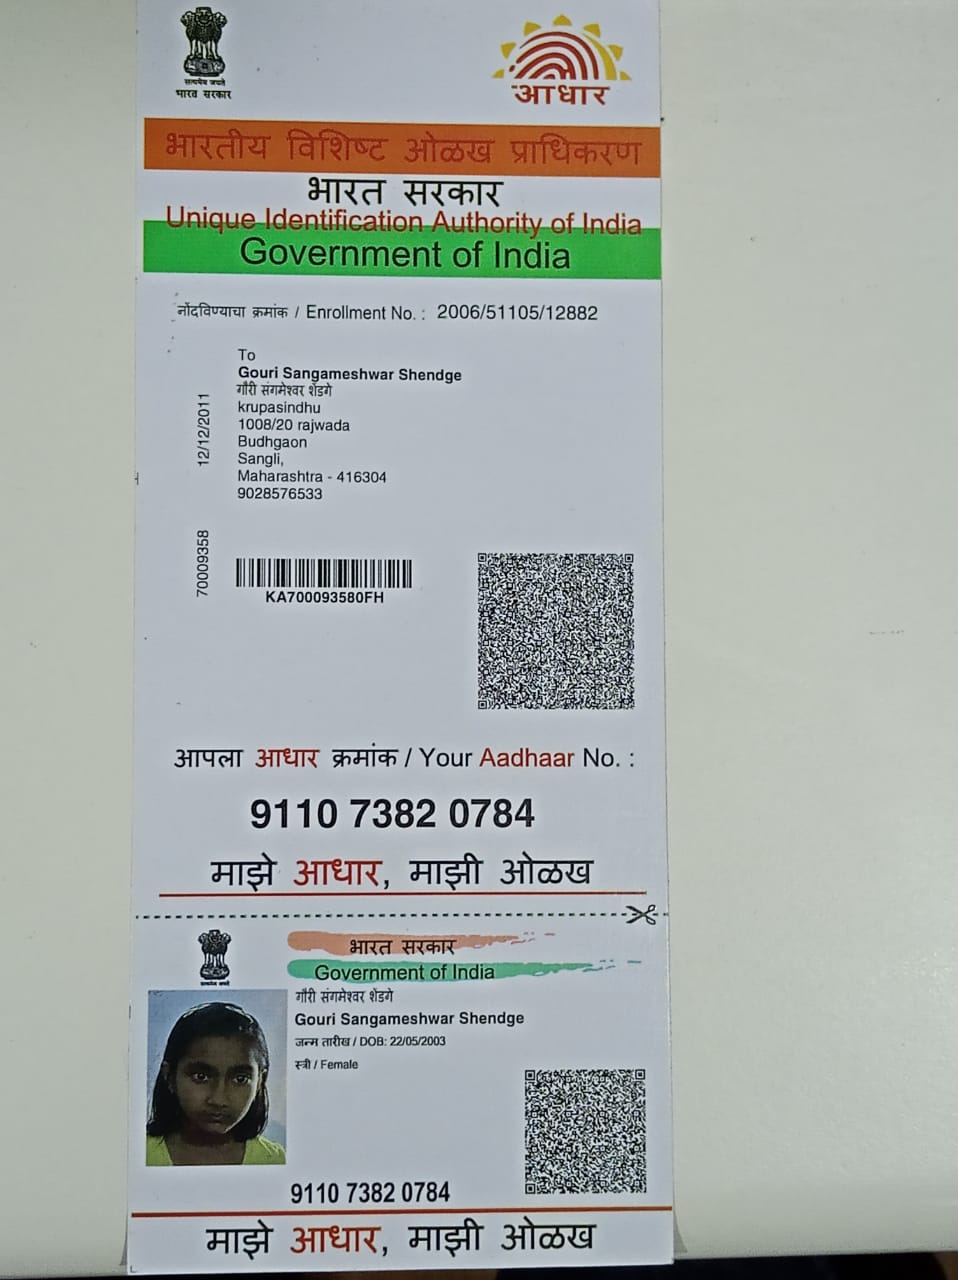 सत्यमेव जयते
भारत सरकार
आधार
भारतीय विशिष्ट ओळख प्राधिकरण
भारत सरकार
Unique Identification Authority of India
Government of India
नोंदविण्याचा क्रमांक / Enrollment No. : 2006/51105/12882
To
Gouri Sangameshwar Shendge
गौरी संगमेश्वर शेंडगे
krupasindhu
1008/20 rajwada
Budhgaon
Sangli,
Maharashtra - 416304
9028576533
12/12/2011
70009358
KA700093580FH
आपला आधार क्रमांक / Your Aadhaar No. :
9110 7382 0784
माझे आधार, माझी ओळख
भारत सरकार
Government of India
सत्यमेव जयते
गौरी संगमेश्वर शेंडगे
Gouri Sangameshwar Shendge
जन्म तारीख / DOB: 22/05/2003
स्त्री / Female
9110 7382 0784
माझे आधार, माझी ओळख